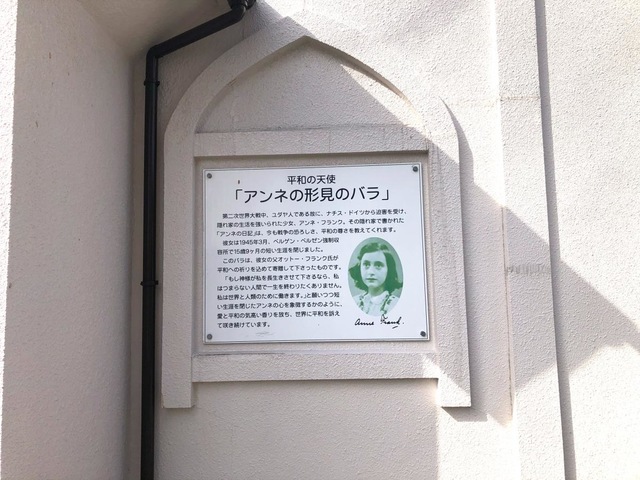 平和の天使
「アンネの形見のバラ」
第二次世界大戦中、ユダヤ人である故に、ナチス・ドイツから迫害を受け、
隠れ家の生活を強いられた少女、アンネ・フランク。その隠れ家で書かれた
「アンネの日記」は、今も戦争の恐ろしさ、平和の尊さを教えてくれます。
彼女は1945年3月、ベルゲン・ベルゼン強制収
容所で15歳9ヶ月の短い生涯を閉じました。
このバラは、彼女の父オットー・フランク氏が
平和への祈りを込めて寄贈して下さったものです。
「もし神様が私を長生きさせて下さるなら、私
はつまらない人間で一生を終わりたくありません。
私は世界と人類のために働きます。」と願いつつ短
い生涯を閉じたアンネの心を象徴するかのように、
愛と平和の気高い香りを放ち、世界に平和を訴え
て咲き続けています。
Anne Frank.